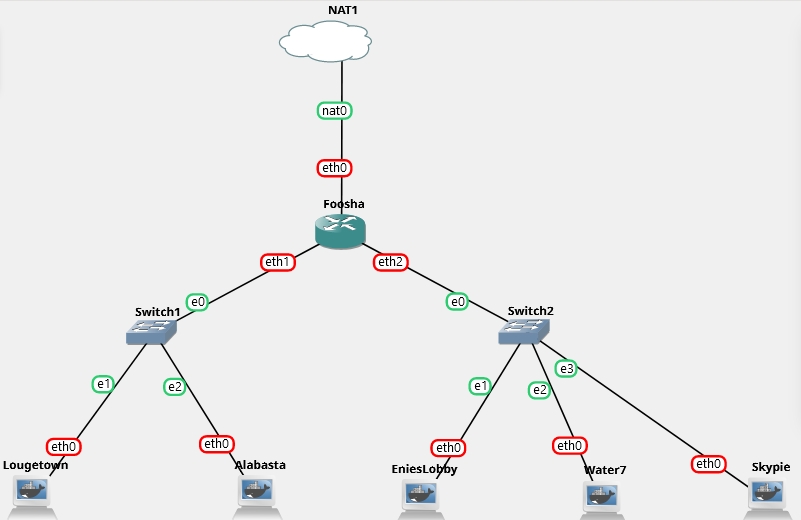 NAT1
nat0
eth0
Foosha
eth1
eth2
e0
e0
Switch1
Switch2
e1
e2
e1
e2
e3
eth0
eth0
eth0
eth0
eth0
Lougetown
Alabasta
EniesLobby
Water7
Skypie